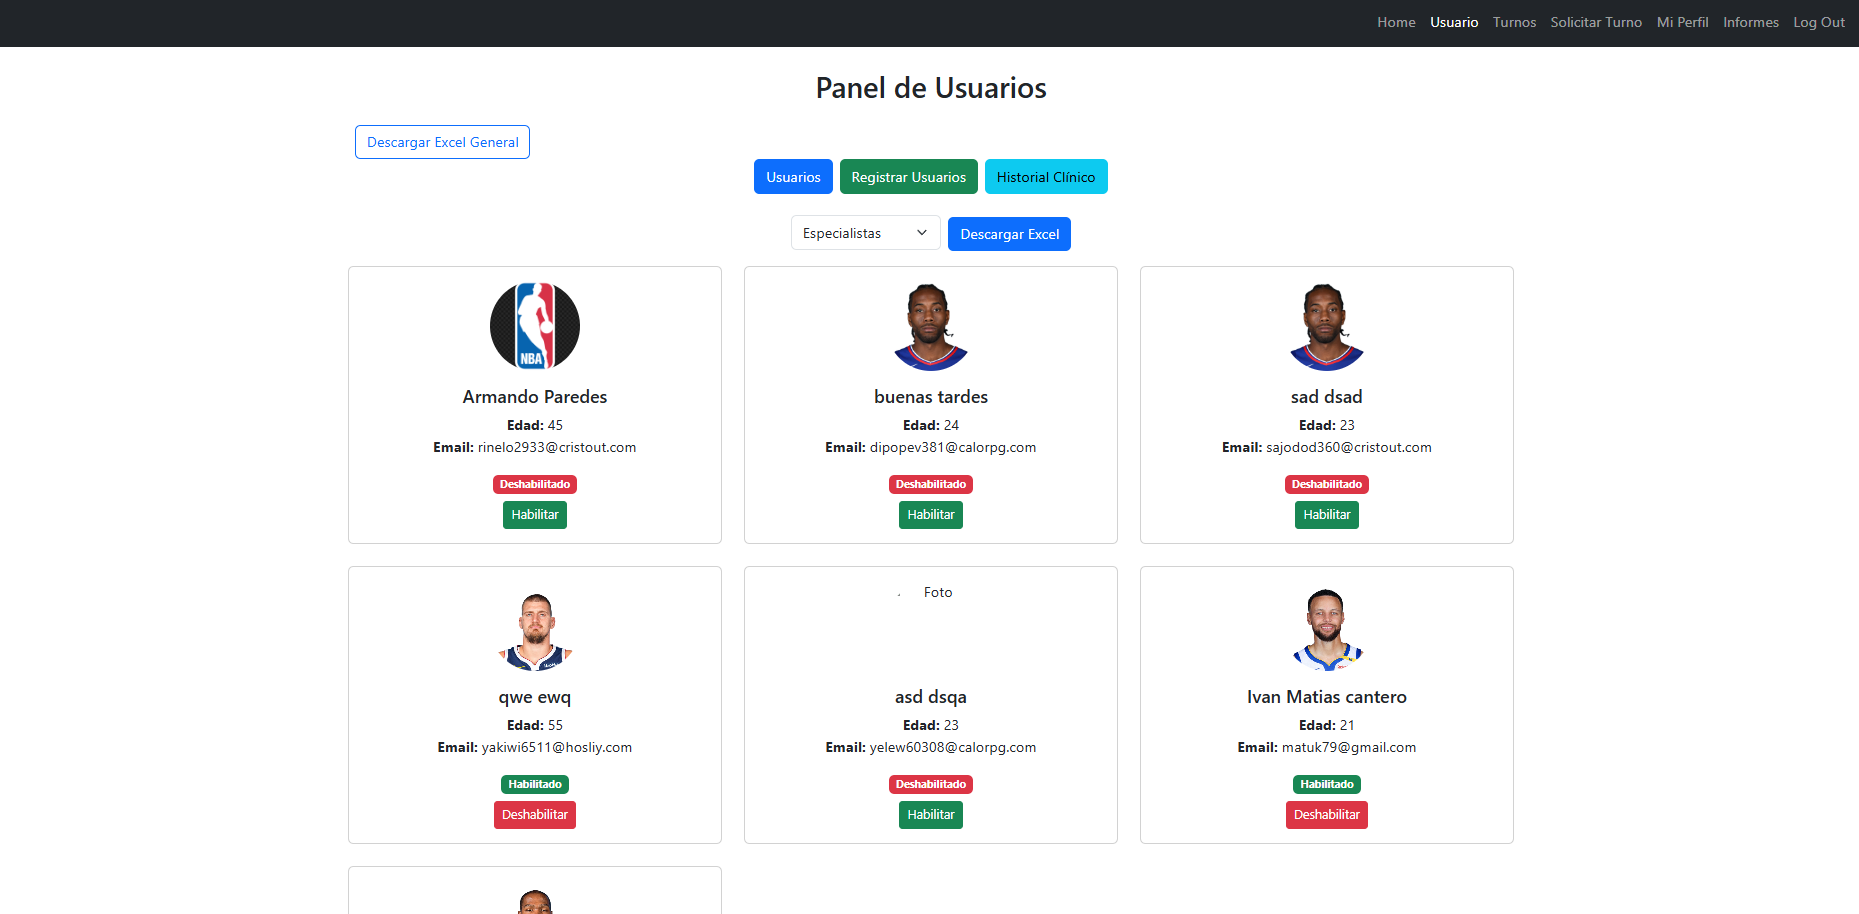 Home Usuario Turnos Solicitar Turno Mi Perfil Informes Log Out
Panel de Usuarios
Descargar Excel General
Usuarios Registrar Usuarios Historial Clínico
Especialistas Descargar Excel
NBA
Armando Paredes
Edad: 45
Email: rinelo2933@cristout.com
Deshabilitado
Habilitar
buenas tardes
Edad: 24
Email: dipopev381@calorpg.com
Deshabilitado
Habilitar
sad dsad
Edad: 23
Email: sajodod360@cristout.com
Deshabilitado
Habilitar
qwe ewq
Edad: 55
Email: yakiwi6511@hosliy.com
Habilitado
Deshabilitar
Foto
asd dsqa
Edad: 23
Email: yelew60308@calorpg.com
Deshabilitado
Habilitar
Ivan Matias cantero
Edad: 21
Email: matuk79@gmail.com
Habilitado
Deshabilitar